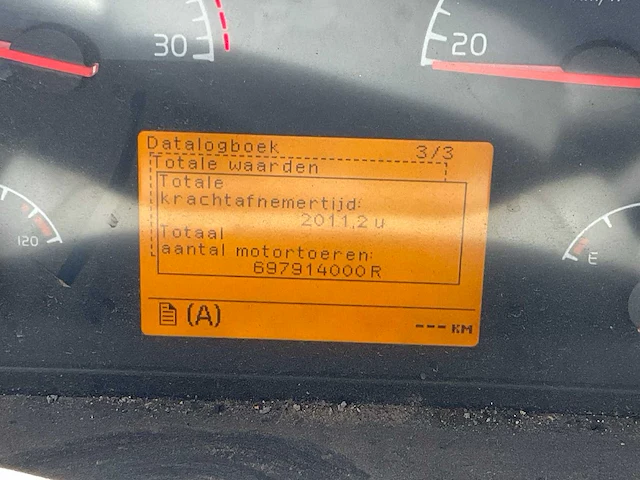 30
20
Datalogboek 3/3
Totale waarden
Totale
krachtafnemertijd:
2011,2 u
Totaal
aantal motortoeren:
697914000R
120
E
(A)
--- KM